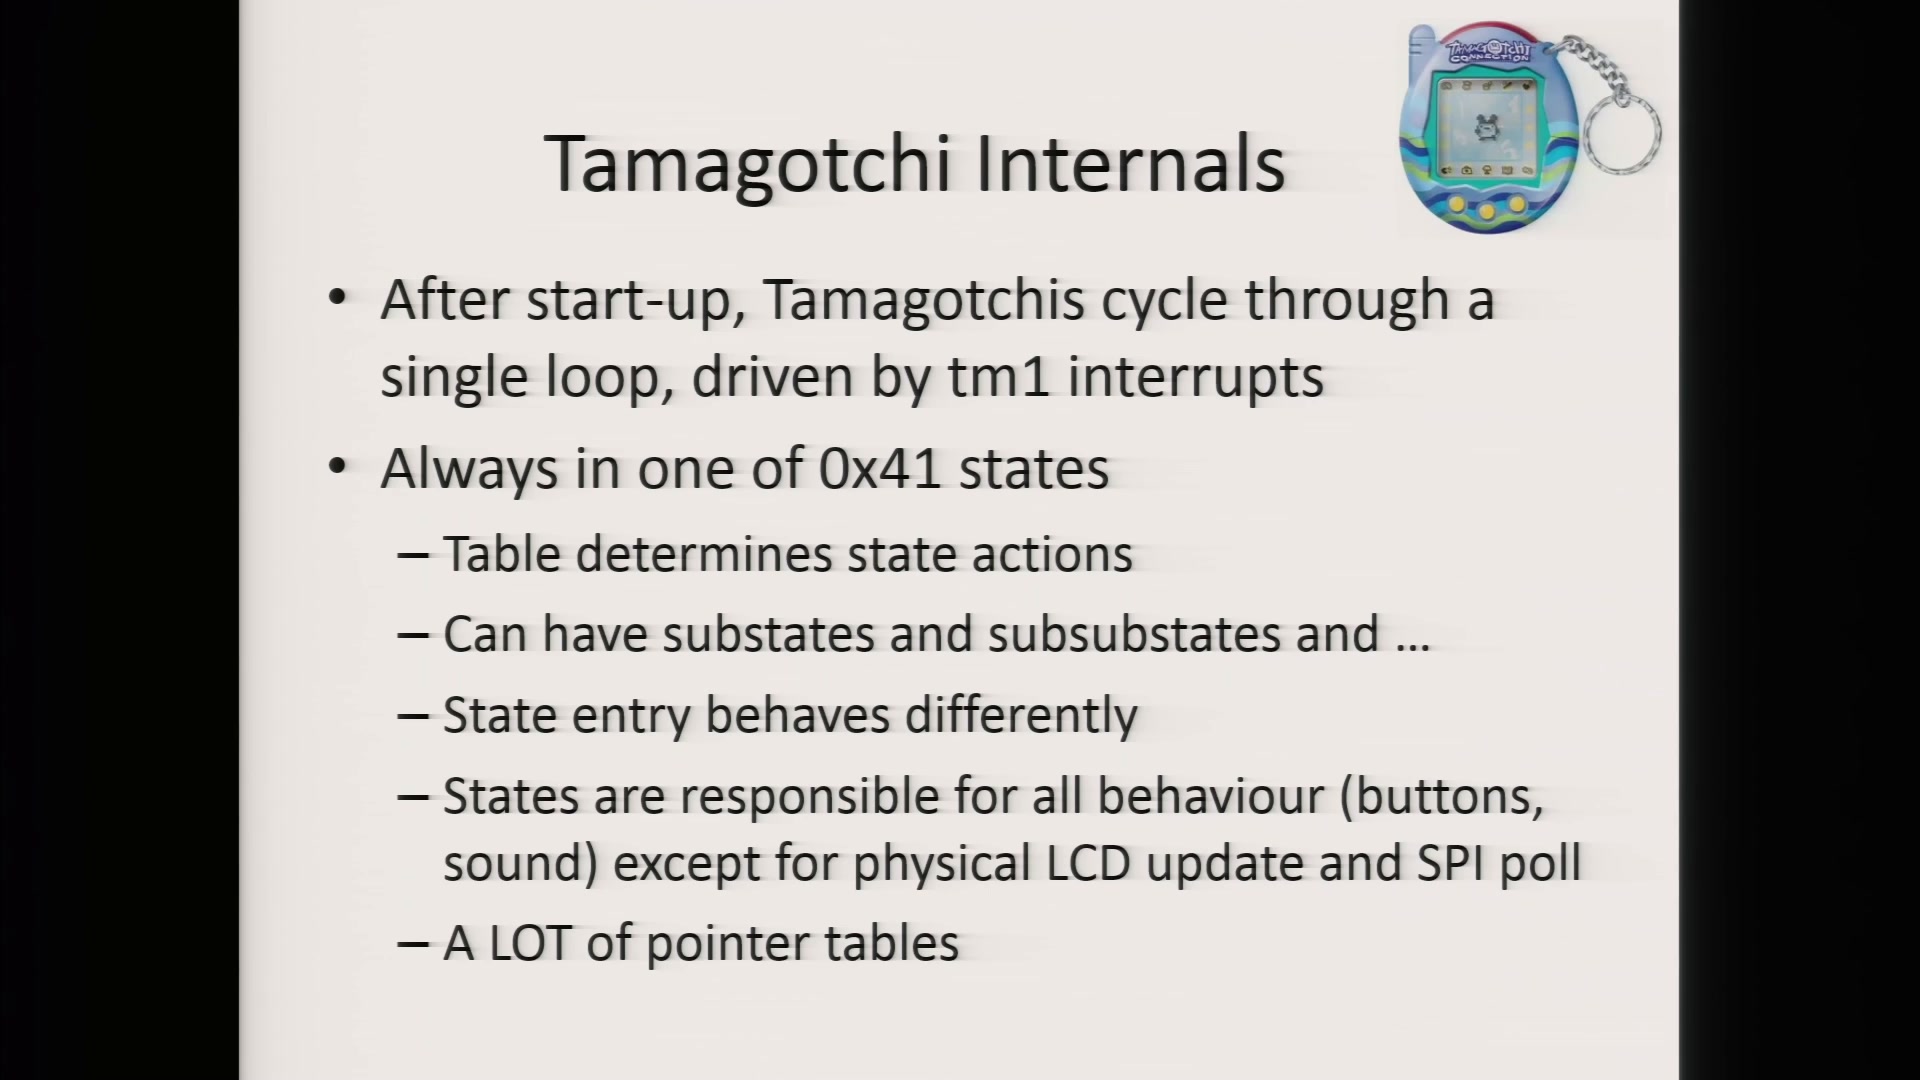 TAMAGOTCHI
CONNECTION
Tamagotchi Internals
• After start-up, Tamagotchis cycle through a
single loop, driven by tm1 interrupts
• Always in one of 0x41 states
– Table determines state actions
– Can have substates and subsubstates and ...
– State entry behaves differently
– States are responsible for all behaviour (buttons,
sound) except for physical LCD update and SPI poll
– A LOT of pointer tables